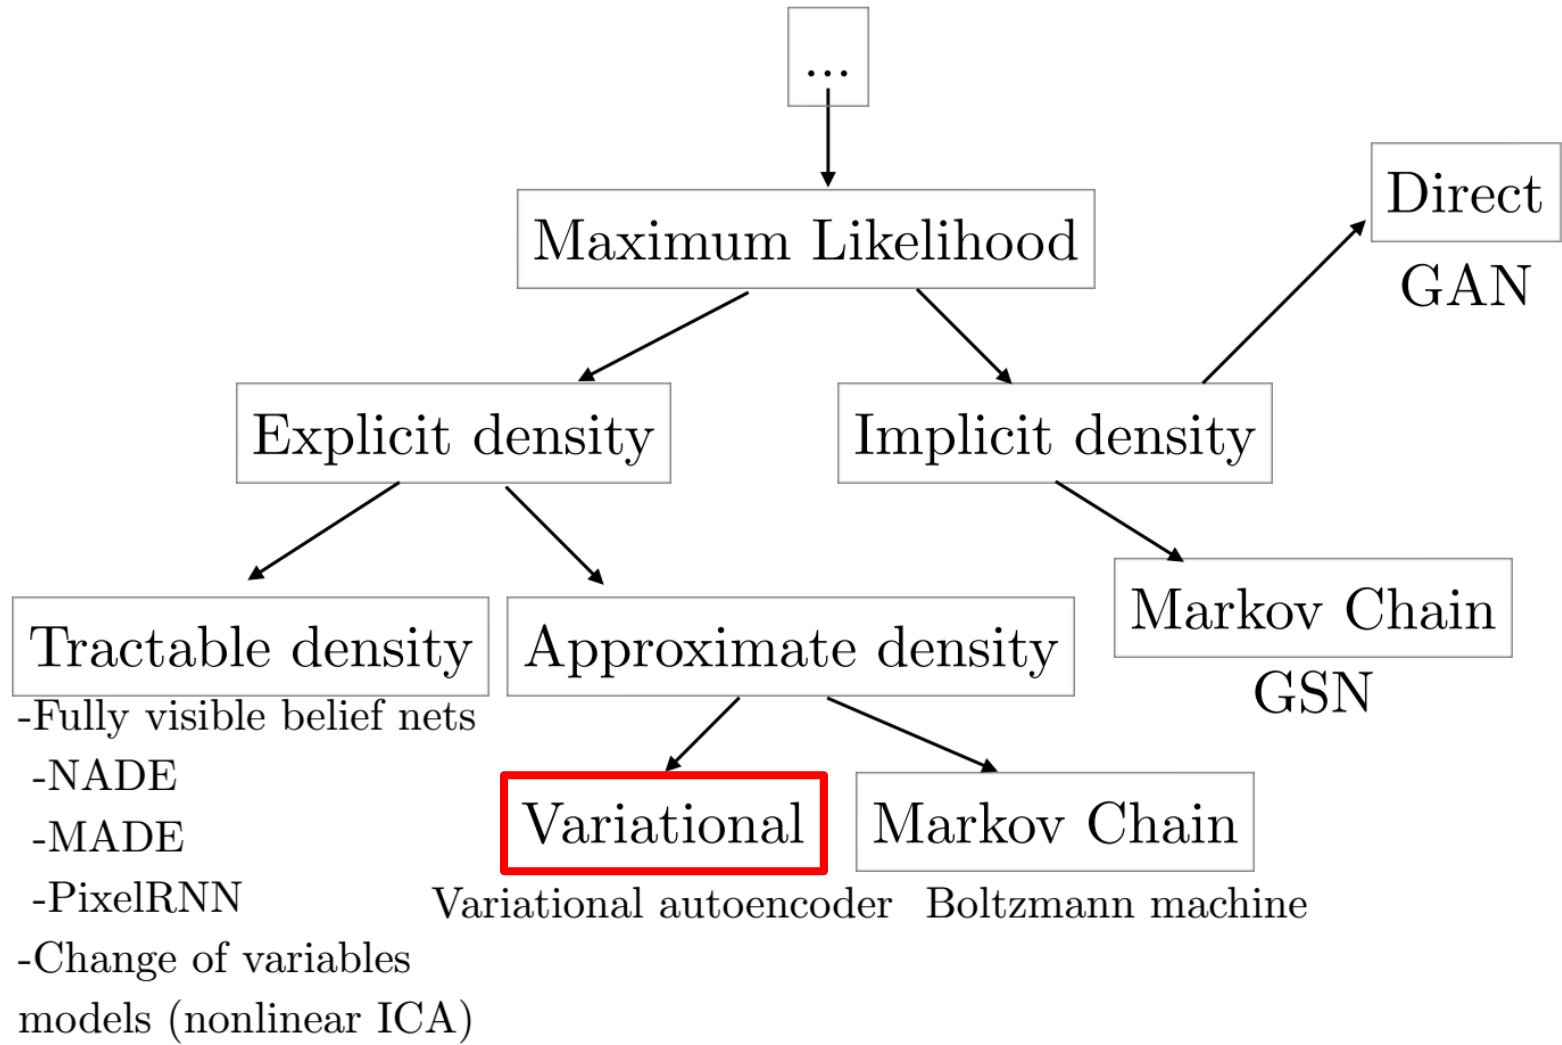 ...
Maximum Likelihood
Direct
GAN
Explicit density
Implicit density
Markov Chain
GSN
Tractable density
-Fully visible belief nets
-NADE
-MADE
-PixelRNN
-Change of variables
models (nonlinear ICA)
Approximate density
Variational
Variational autoencoder
Markov Chain
Boltzmann machine